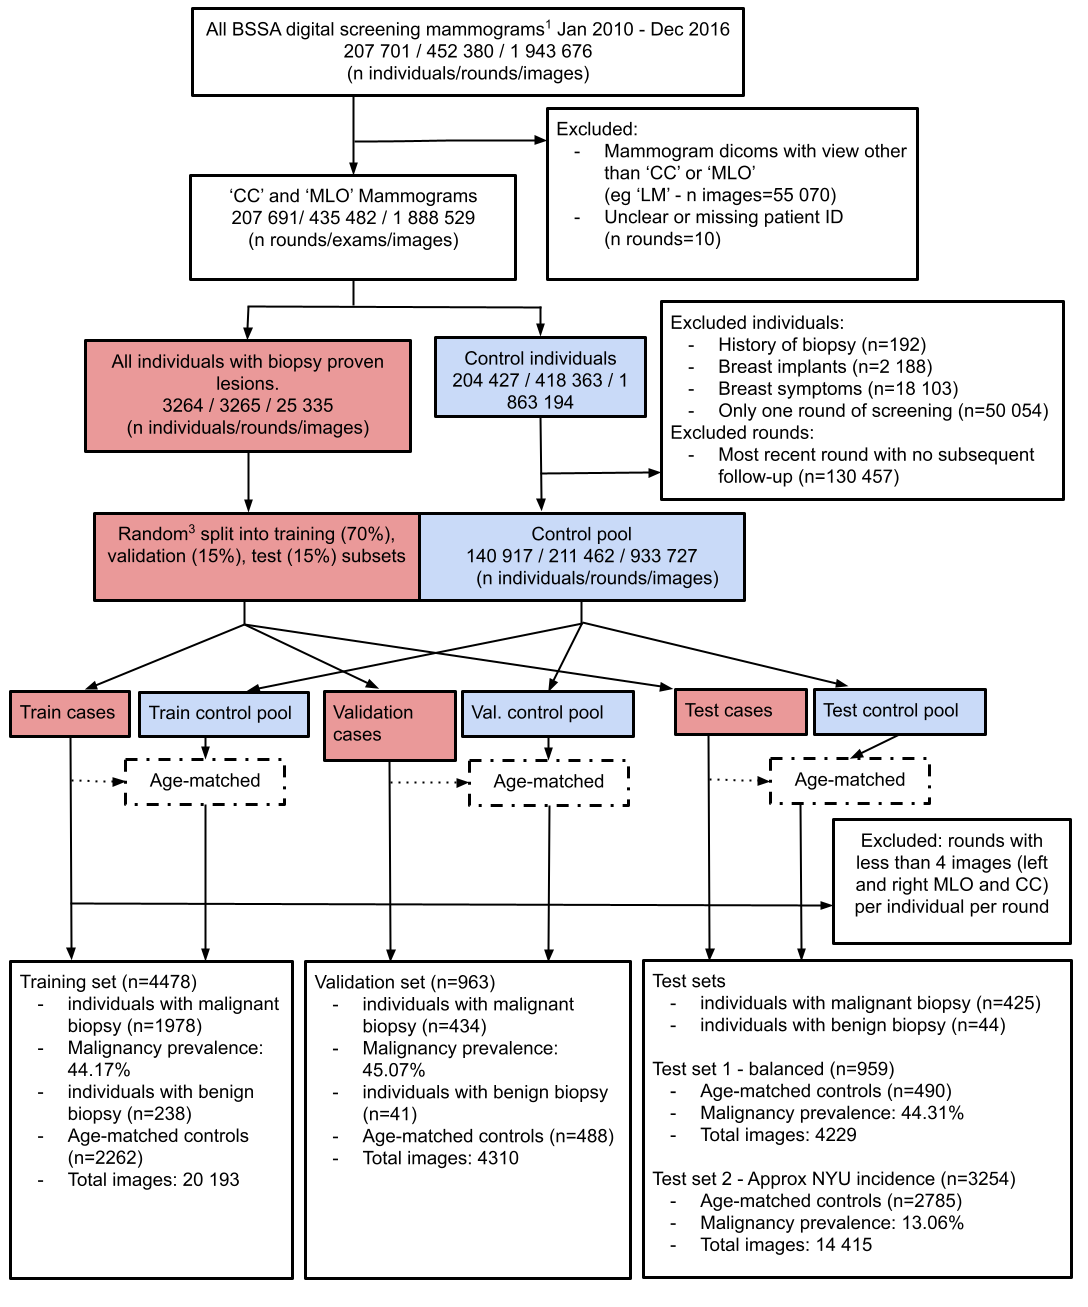 All BSSA digital screening mammograms¹ Jan 2010 - Dec 2016
207 701 / 452 380 / 1 943 676
(n individuals/rounds/images)
Excluded:
- Mammogram dicoms with view other
than ‘CC’ or ‘MLO’
(eg ‘LM’ - n images=55 070)
- Unclear or missing patient ID
(n rounds=10)
‘CC’ and ‘MLO’ Mammograms
207 691/ 435 482 / 1 888 529
(n rounds/exams/images)
Excluded individuals:
- History of biopsy (n=192)
- Breast implants (n=2 188)
- Breast symptoms (n=18 103)
- Only one round of screening (n=50 054)
Excluded rounds:
- Most recent round with no subsequent
follow-up (n=130 457)
All individuals with biopsy proven
lesions.
3264 / 3265 / 25 335
(n individuals/rounds/images)
Control individuals
204 427 / 418 363 / 1
863 194
Random³ split into training (70%),
validation (15%), test (15%) subsets
Control pool
140 917 / 211 462 / 933 727
(n individuals/rounds/images)
Train cases
Train control pool
Validation
cases
Val. control pool
Test cases
Test control pool
Age-matched
Age-matched
Age-matched
Excluded: rounds with
less than 4 images (left
and right MLO and CC)
per individual per round
Training set (n=4478)
- individuals with malignant
biopsy (n=1978)
- Malignancy prevalence:
44.17%
- individuals with benign
biopsy (n=238)
- Age-matched controls
(n=2262)
- Total images: 20 193
Validation set (n=963)
- individuals with malignant
biopsy (n=434)
- Malignancy prevalence:
45.07%
- individuals with benign biopsy
(n=41)
- Age-matched controls (n=488)
- Total images: 4310
Test sets
- individuals with malignant biopsy (n=425)
- individuals with benign biopsy (n=44)
Test set 1 - balanced (n=959)
- Age-matched controls (n=490)
- Malignancy prevalence: 44.31%
- Total images: 4229
Test set 2 - Approx NYU incidence (n=3254)
- Age-matched controls (n=2785)
- Malignancy prevalence: 13.06%
- Total images: 14 415